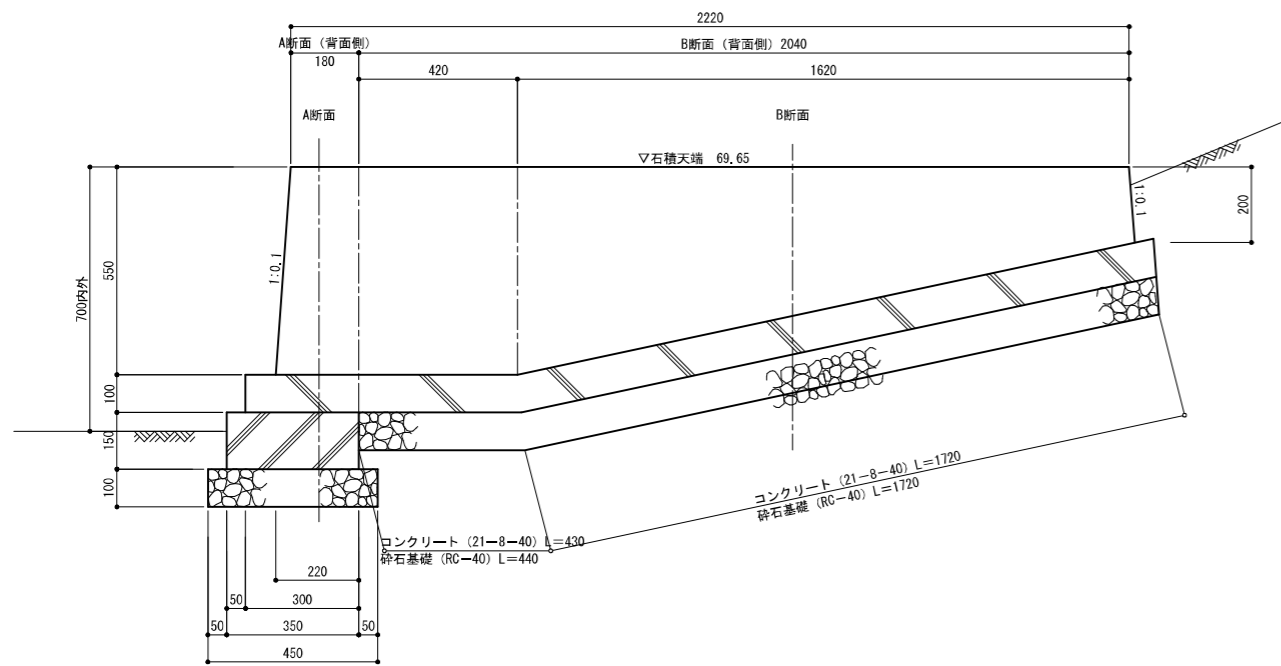 2220
A断面（背面側）
B断面（背面側）2040
180
420
1620
A断面
B断面
▽石積天端 69.65
1:0.1
1:0.1
200
700内外
550
100
150
100
コンクリート（21－8－40）L＝1720
砕石基礎（RC－40）L＝1720
コンクリート（21－8－40）L＝430
砕石基礎（RC－40）L＝440
220
50
300
50
350
50
450